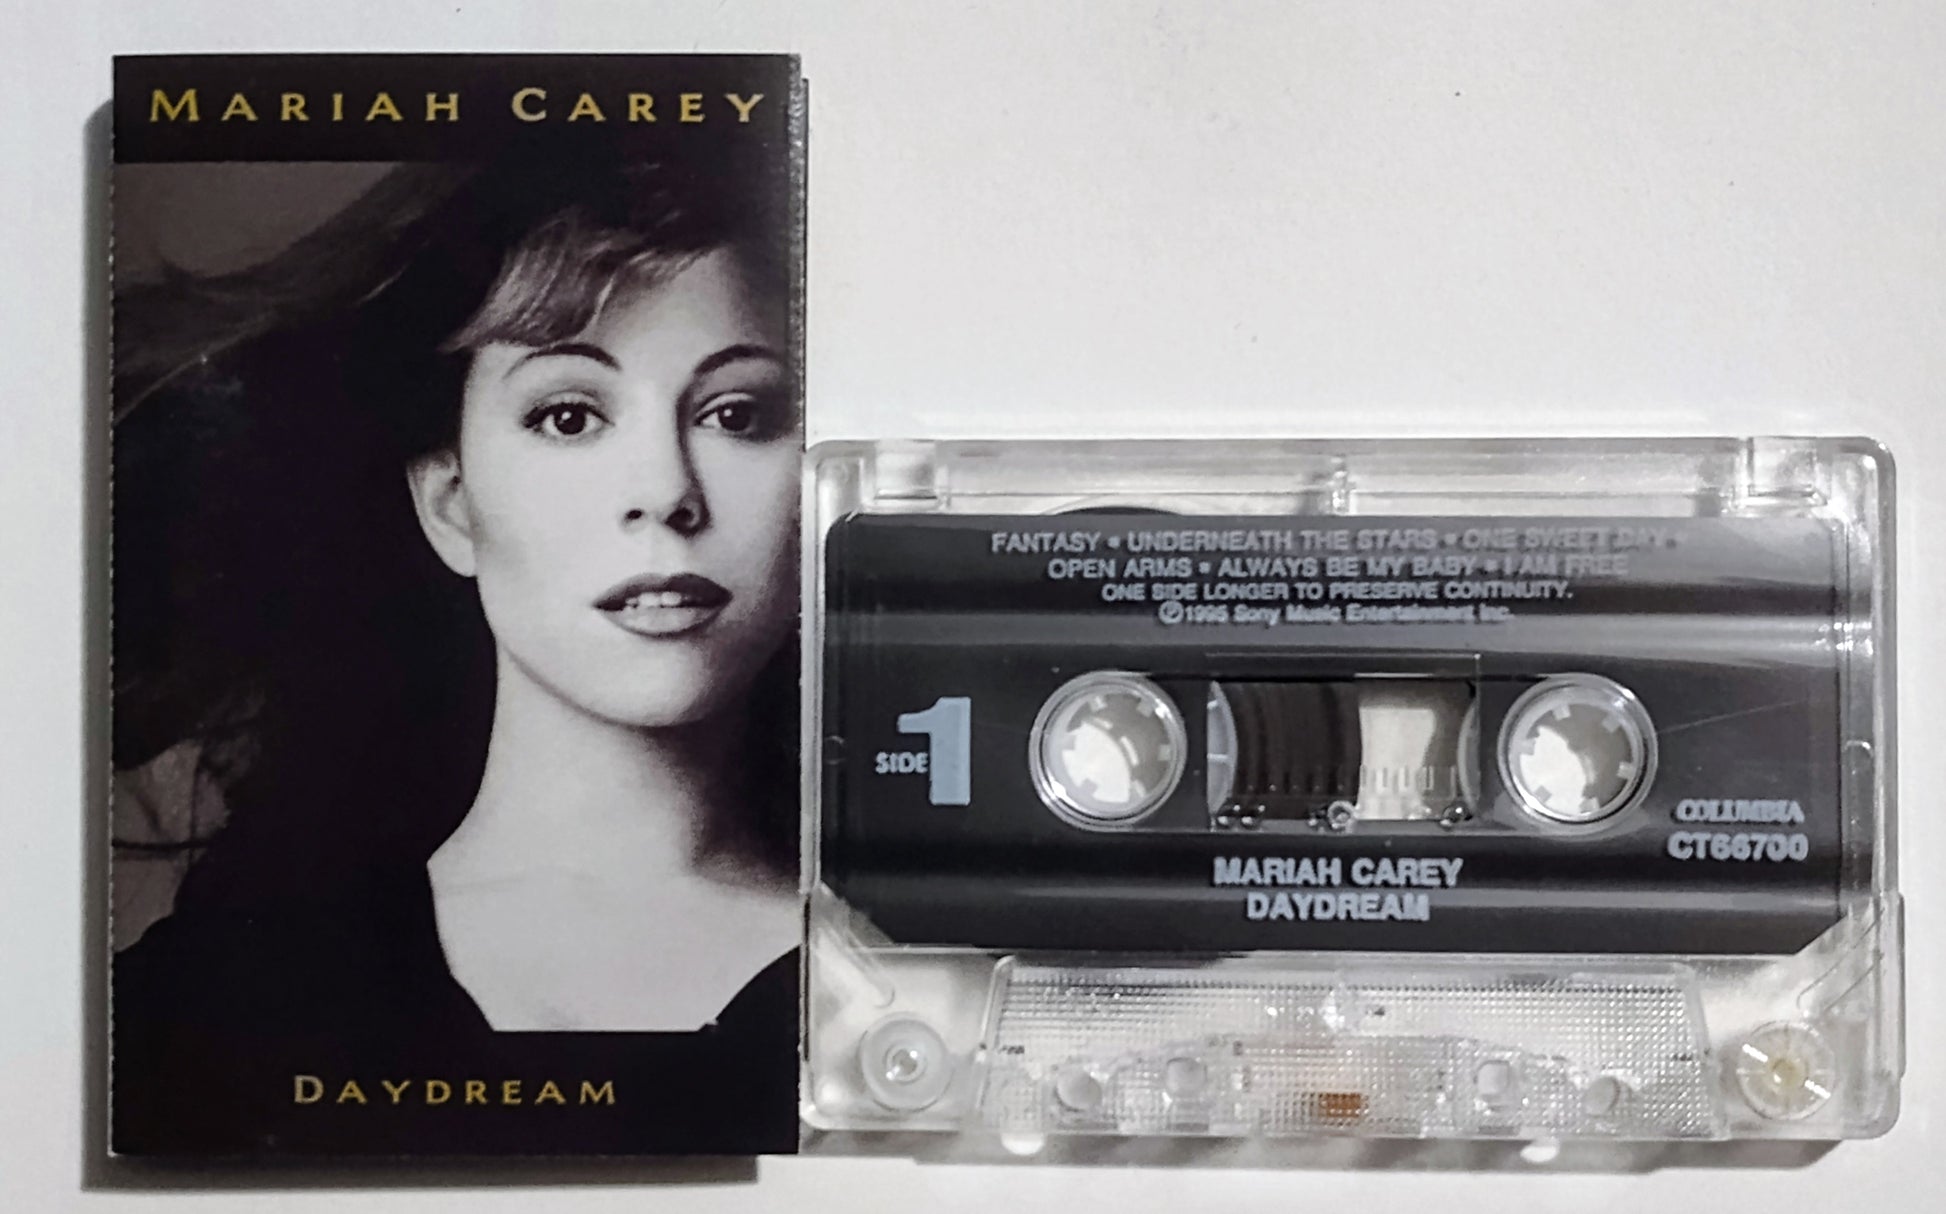 MARIAH CAREY
DAYDREAM
FANTASY • UNDERNEATH THE STARS • ONE SWEET DAY •
OPEN ARMS • ALWAYS BE MY BABY • I AM FREE
ONE SIDE LONGER TO PRESERVE CONTINUITY.
℗1995 Sony Music Entertainment Inc.
SIDE 1
COLUMBIA
CT66700
MARIAH CAREY
DAYDREAM